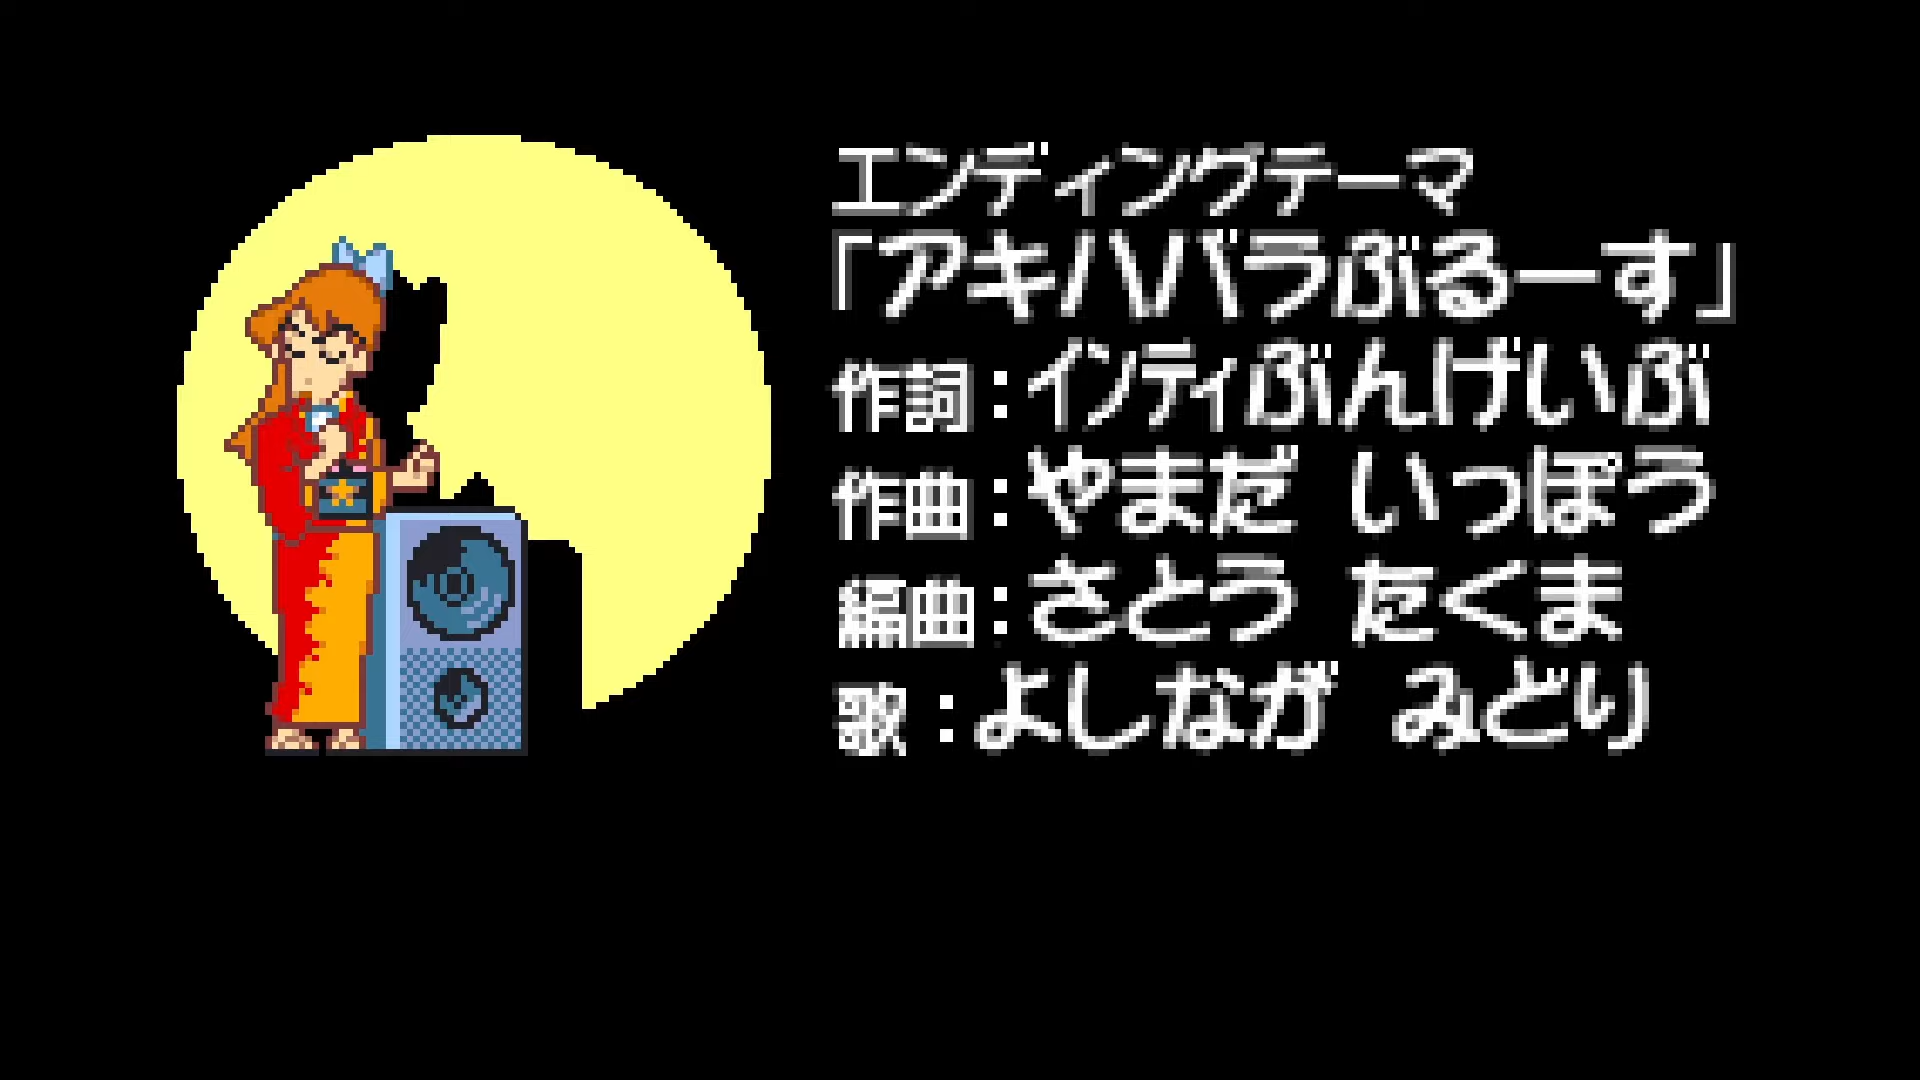 エンディングテーマ
「アキハバラぶるーす」
作詞：インティぶんげいぶ
作曲：やまだ いっぽう
編曲：さとう たくま
歌：よしなが みどり